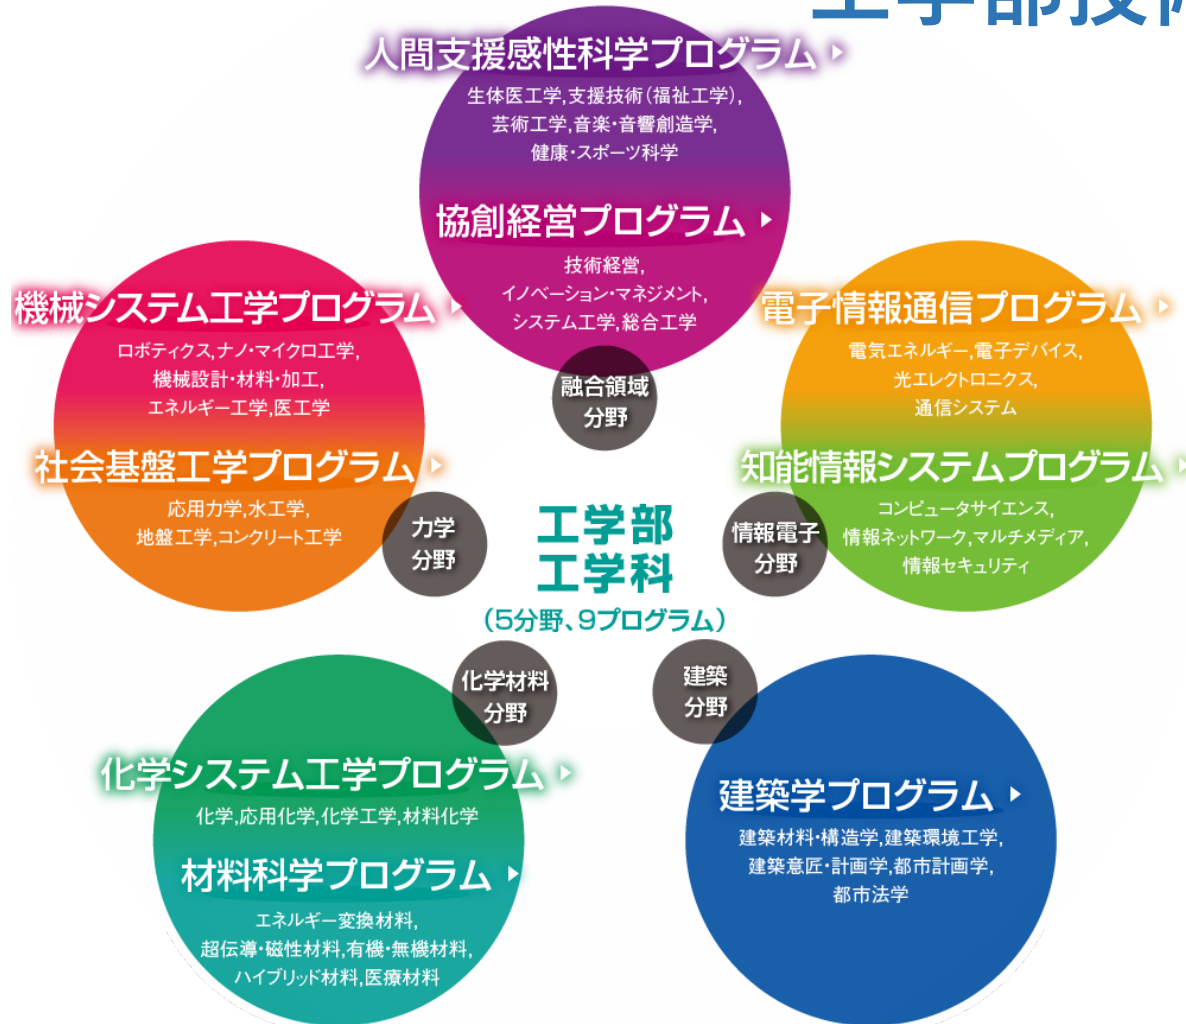 工学部技
人間支援感性科学プログラム
生体医工学,支援技術(福祉工学),
芸術工学,音楽・音響創造学,
健康・スポーツ科学
協創経営プログラム
技術経営,
イノベーション・マネジメント,
システム工学,総合工学
融合領域
分野
機械システム工学プログラム
ロボティクス,ナノ・マイクロ工学,
機械設計・材料・加工,
エネルギー工学,医工学
社会基盤工学プログラム
応用力学,水工学,
地盤工学,コンクリート工学
力学
分野
電子情報通信プログラム
電気エネルギー,電子デバイス,
光エレクトロニクス,
通信システム
知能情報システムプログラム
コンピュータサイエンス,
情報ネットワーク,マルチメディア,
情報セキュリティ
情報電子
分野
工学部
工学科
(5分野、9プログラム)
化学材料
分野
化学システム工学プログラム
化学,応用化学,化学工学,材料化学
材料科学プログラム
エネルギー変換材料,
超伝導・磁性材料,有機・無機材料,
ハイブリッド材料,医療材料
建築
分野
建築学プログラム
建築材料・構造学,建築環境工学,
建築意匠・計画学,都市計画学,
都市法学